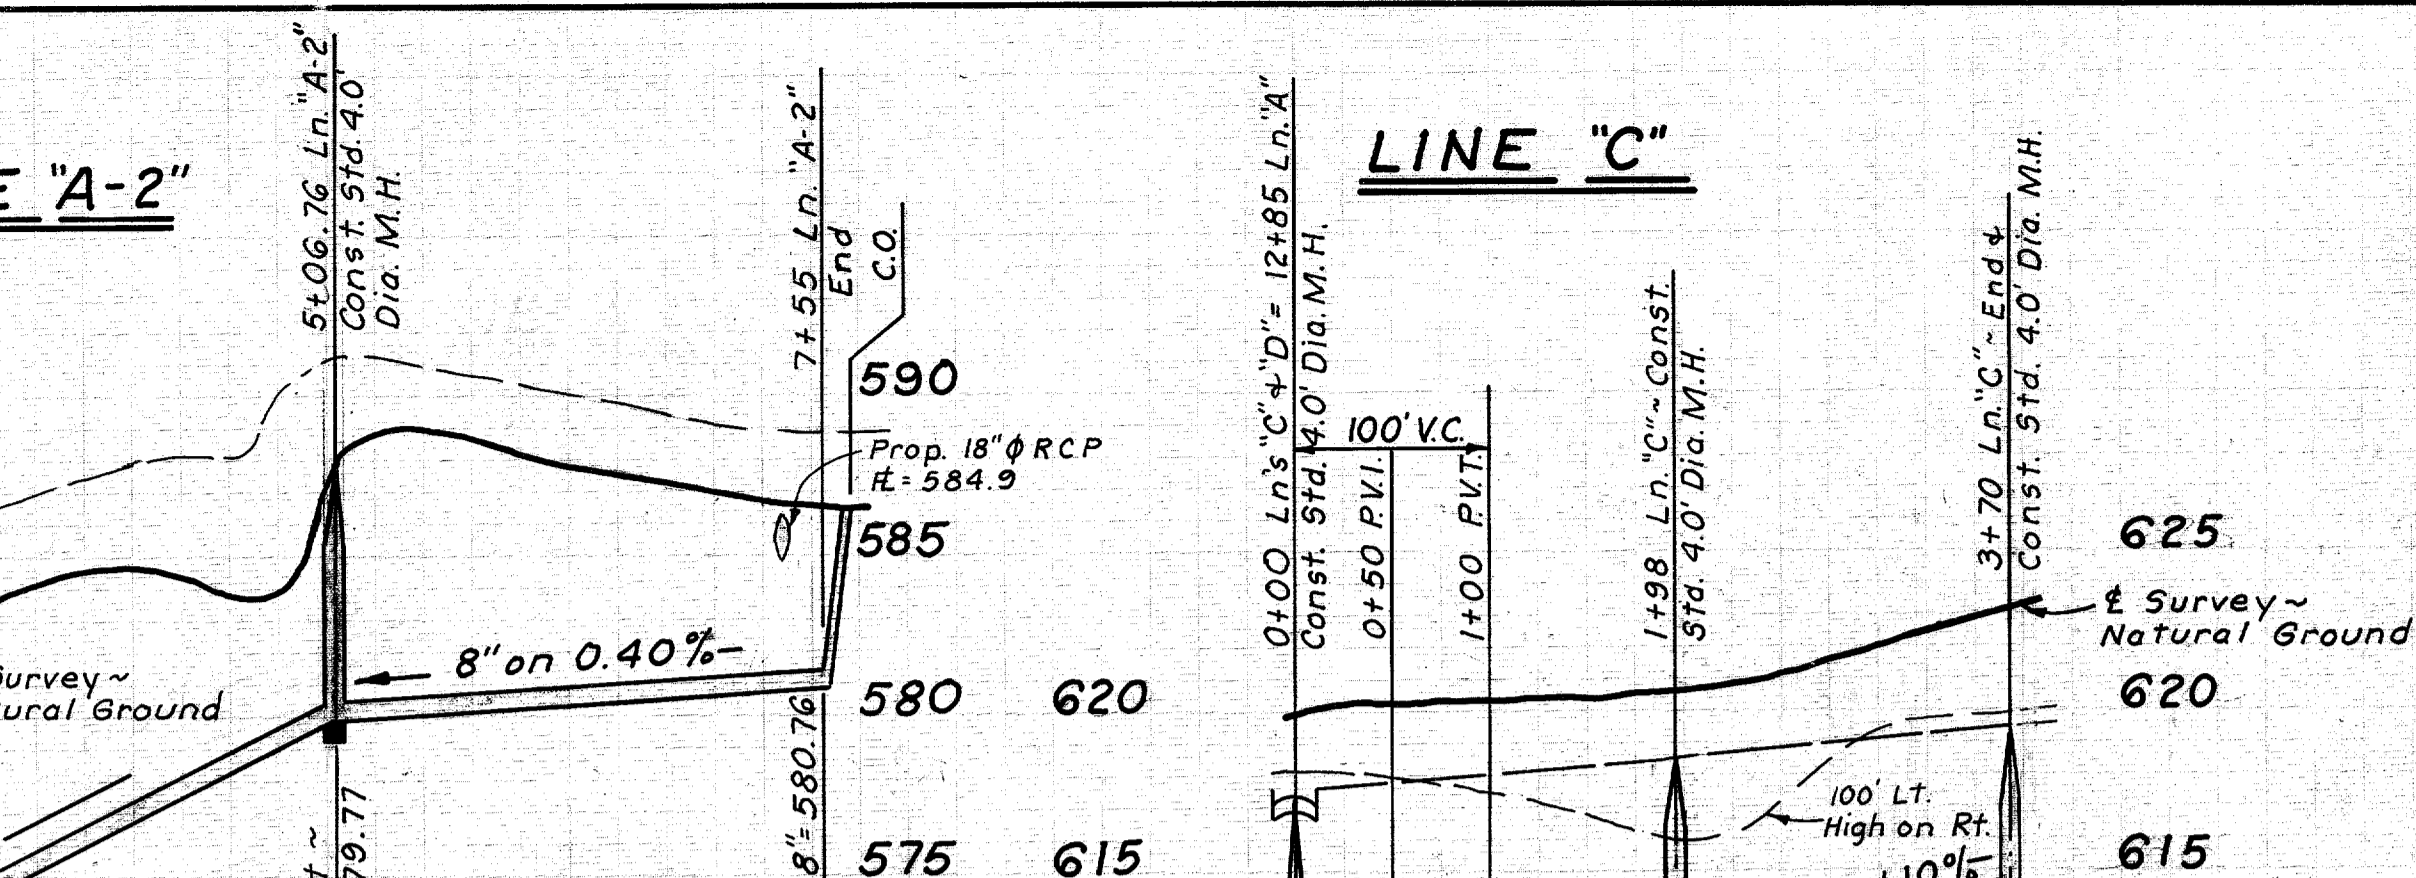 "A-2"
5+06.76 Ln."A-2"
Const. Std. 4.0'
Dia. M.H.
7+55 Ln."A-2"
End
C.O.
590
Prop. 18"ϕ RCP
℄= 584.9
585
8" on 0.40%
580
8"= 580.76
575
Survey ~
Ground
79.77
LINE "C"
0+00 Ln's "C" & "D" = 12+85 Ln."A"
Const. Std. 4.0' Dia. M.H.
100' V.C.
0+50 P.V.I.
1+00 P.V.T.
1+98 Ln. "C" ~ Const.
Std. 4.0' Dia. M.H.
3+70 Ln."C" ~ End &
Const. Std. 4.0' Dia. M.H.
625
℄ Survey ~
Natural Ground
620
620
100' Lt.
High on Rt.
615
615